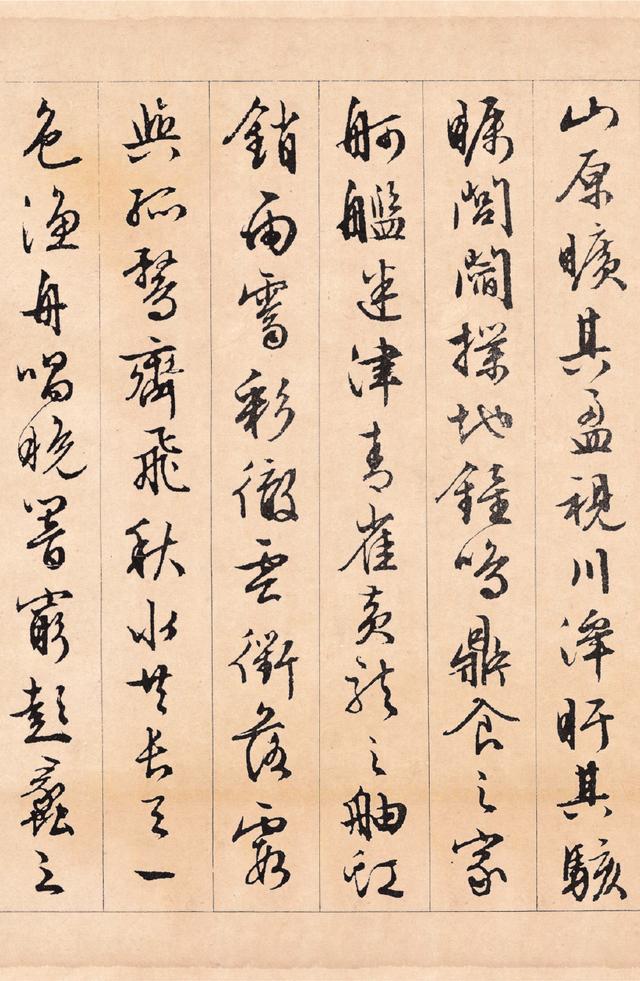 山原曠其盈視川澤盱其駭
矚閭閻撲地鐘鳴鼎食之家
舸艦迷津青雀黃龍之舳虹
銷雨霽彩徹雲衢落霞
與孤鶩齊飛秋水共長天一
色漁舟唱晚響窮彭蠡之